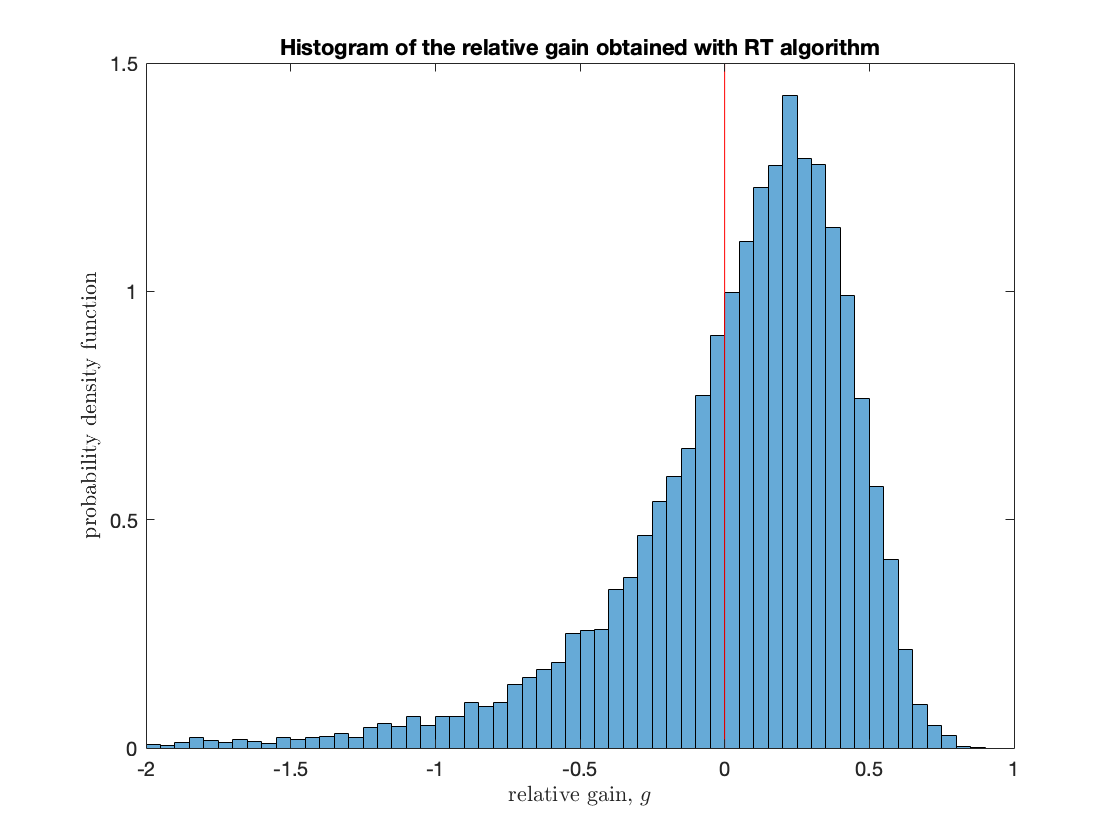 Histogram of the relative gain obtained with RT algorithm
1.5
1
0.5
0
probability density function
-2 -1.5 -1 -0.5 0 0.5 1
relative gain, g